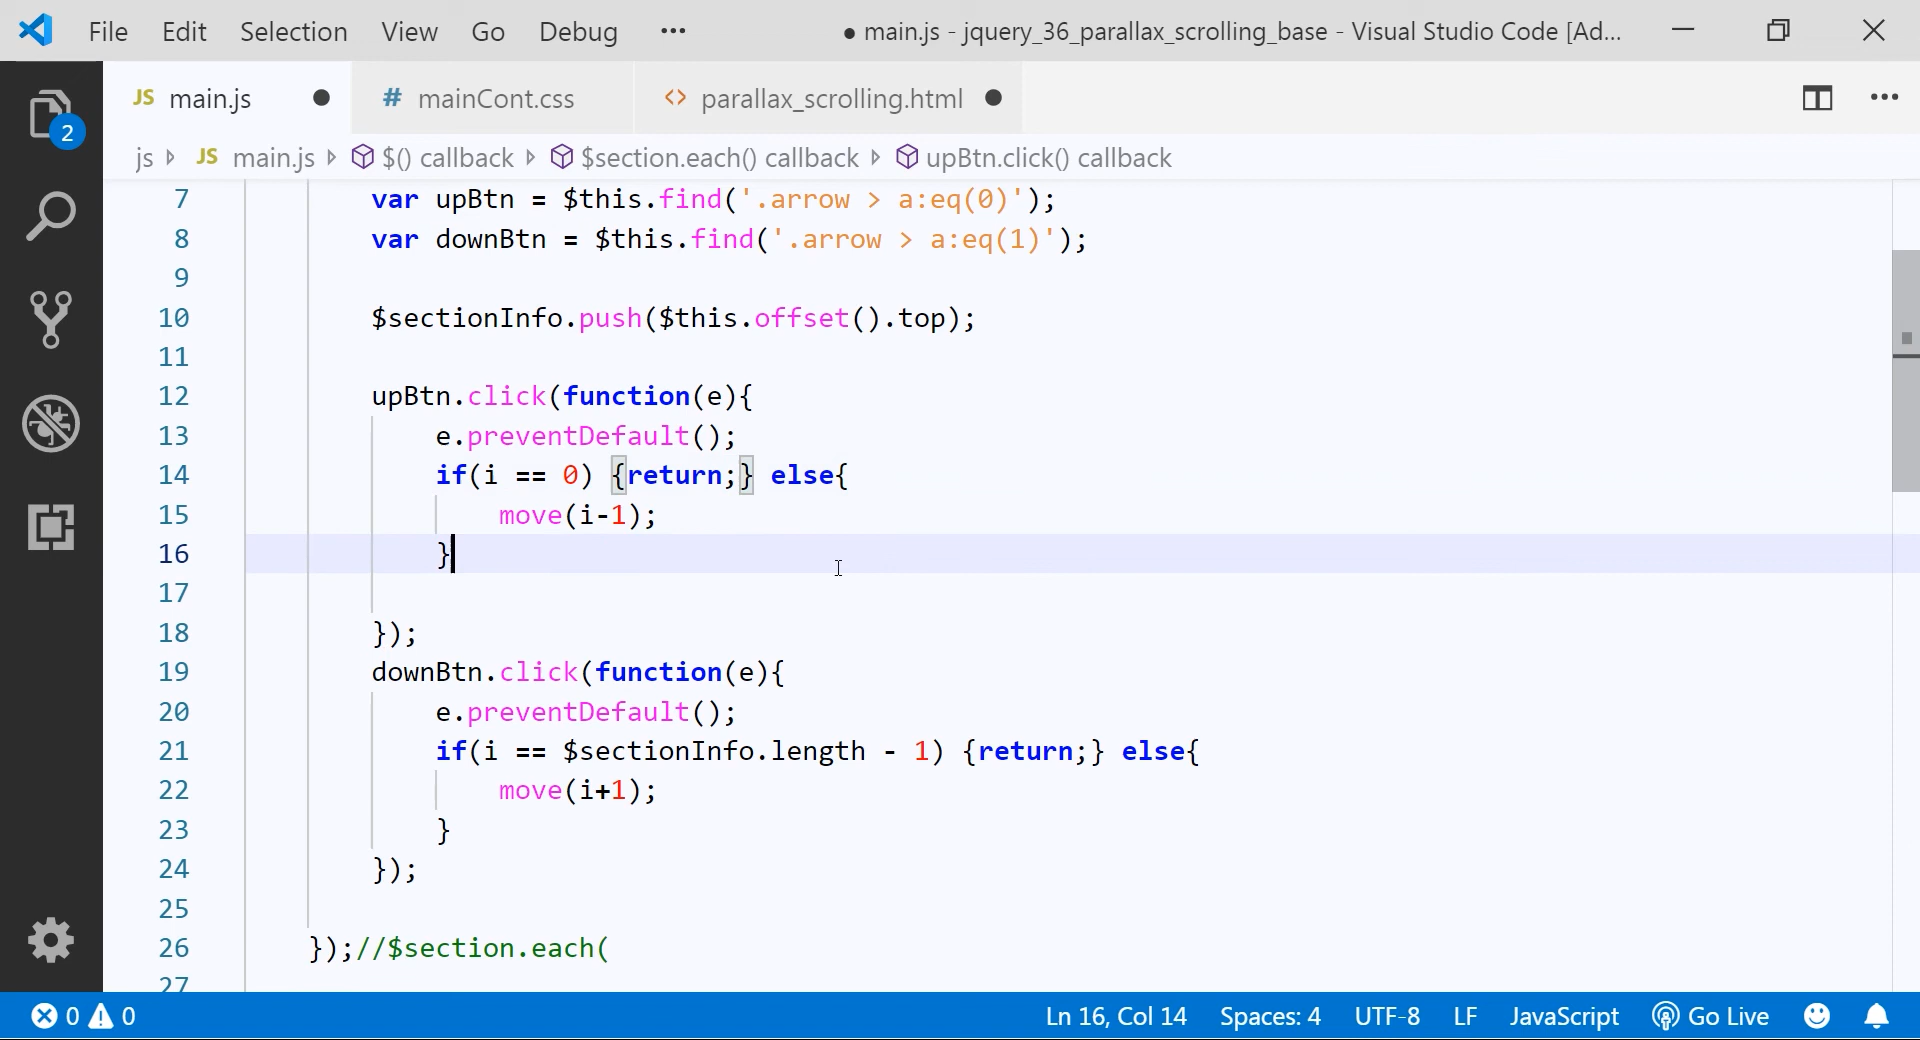 File Edit Selection View Go Debug ••• ● main.js - jquery_36_parallax_scrolling_base - Visual Studio Code [Ad...
JS main.js ● # mainCont.css <> parallax_scrolling.html ● •••
2
js JS main.js $() callback $section.each() callback upBtn.click() callback
7 var upBtn = $this.find('.arrow > a:eq(0)');
8 var downBtn = $this.find('.arrow > a:eq(1)');
9
10 $sectionInfo.push($this.offset().top);
11
12 upBtn.click(function(e){
13 e.preventDefault();
14 if(i == 0) {return;} else{
15 move(i-1);
16 }
17
18 });
19 downBtn.click(function(e){
20 e.preventDefault();
21 if(i == $sectionInfo.length - 1) {return;} else{
22 move(i+1);
23 }
24 });
25
26 });//$section.each(
27
0 0 Ln 16, Col 14 Spaces: 4 UTF-8 LF JavaScript Go Live